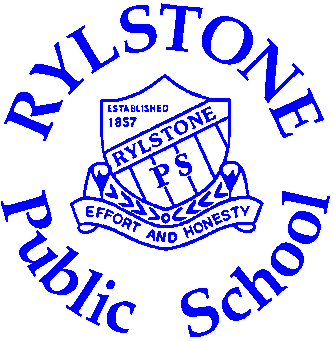 RYLSTONE
ESTABLISHED
1857
RYLSTONE
PS
EFFORT AND HONESTY
Public School